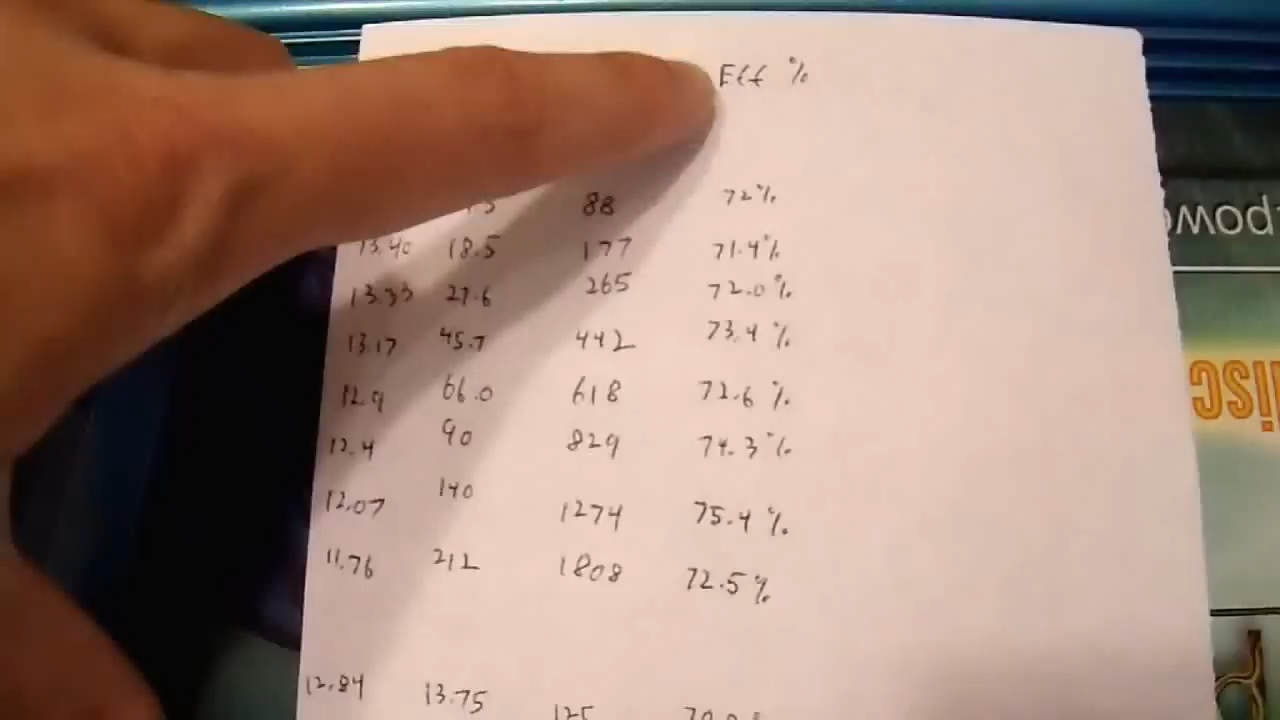 Eff %
88 72%
13.40 18.5 177 71.4%
13.33 27.6 265 72.0%
13.17 45.7 442 73.4%
12.9 66.0 618 72.6%
12.4 90 829 74.3%
12.07 140 1274 75.4%
11.76 212 1808 72.5%
12.84 13.75
125